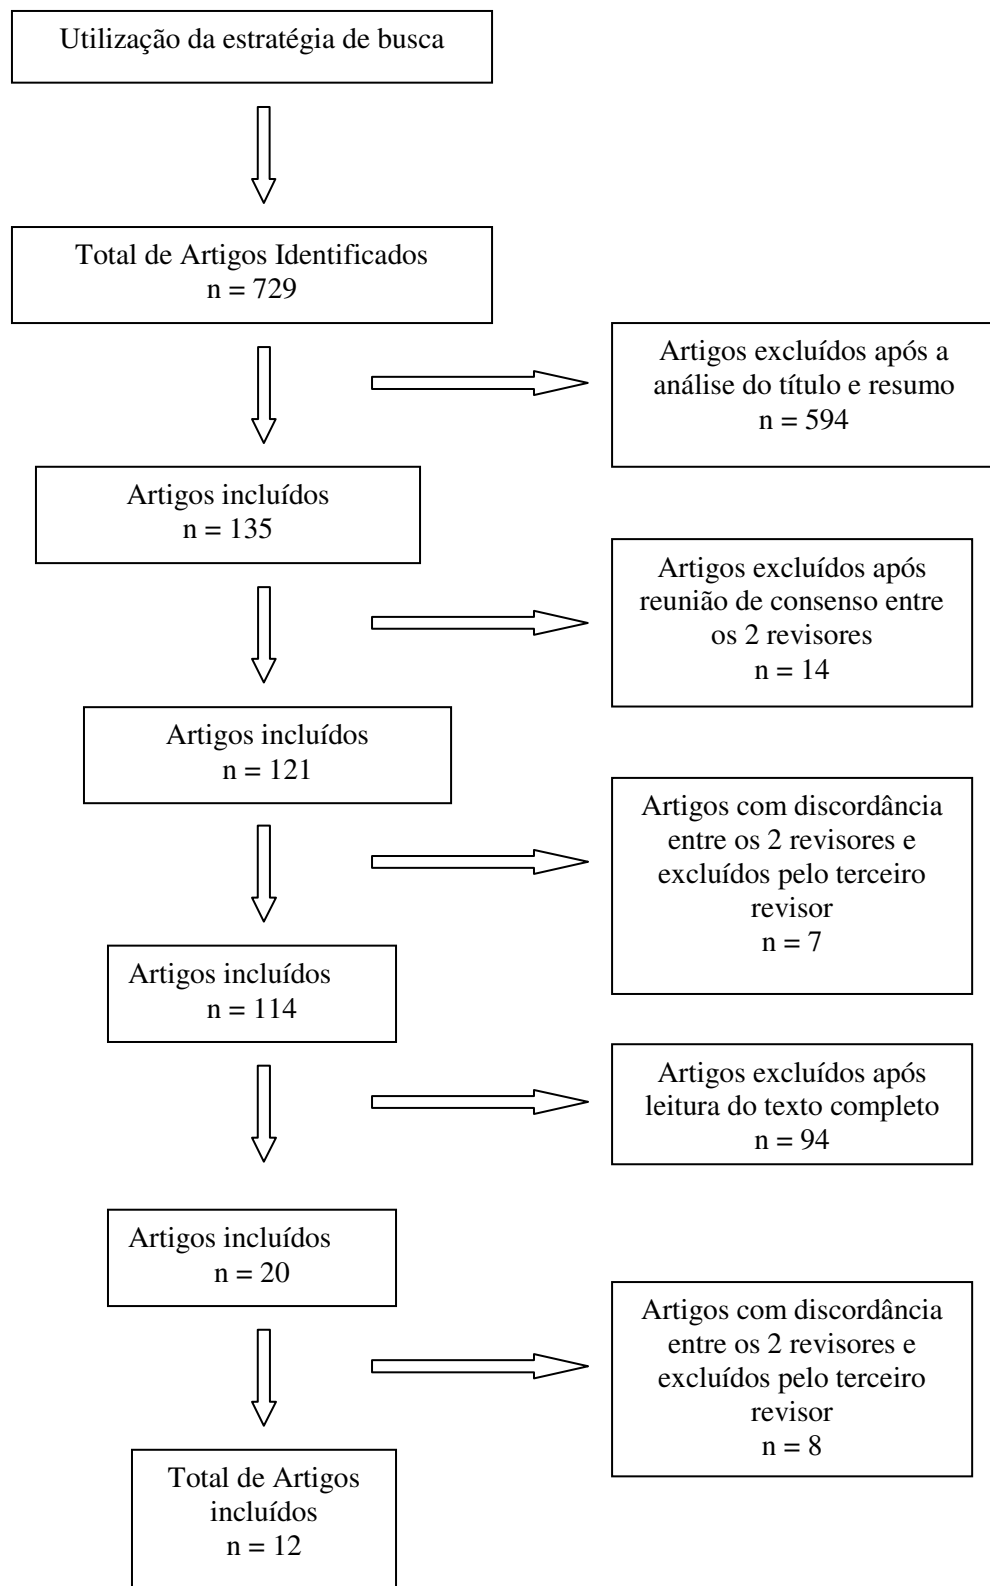 Utilização da estratégia de busca
Total de Artigos Identificados
n = 729
Artigos excluídos após a
análise do título e resumo
n = 594
Artigos incluídos
n = 135
Artigos excluídos após
reunião de consenso entre
os 2 revisores
n = 14
Artigos incluídos
n = 121
Artigos com discordância
entre os 2 revisores e
excluídos pelo terceiro
revisor
n = 7
Artigos incluídos
n = 114
Artigos excluídos após
leitura do texto completo
n = 94
Artigos incluídos
n = 20
Artigos com discordância
entre os 2 revisores e
excluídos pelo terceiro
revisor
n = 8
Total de Artigos
incluídos
n = 12